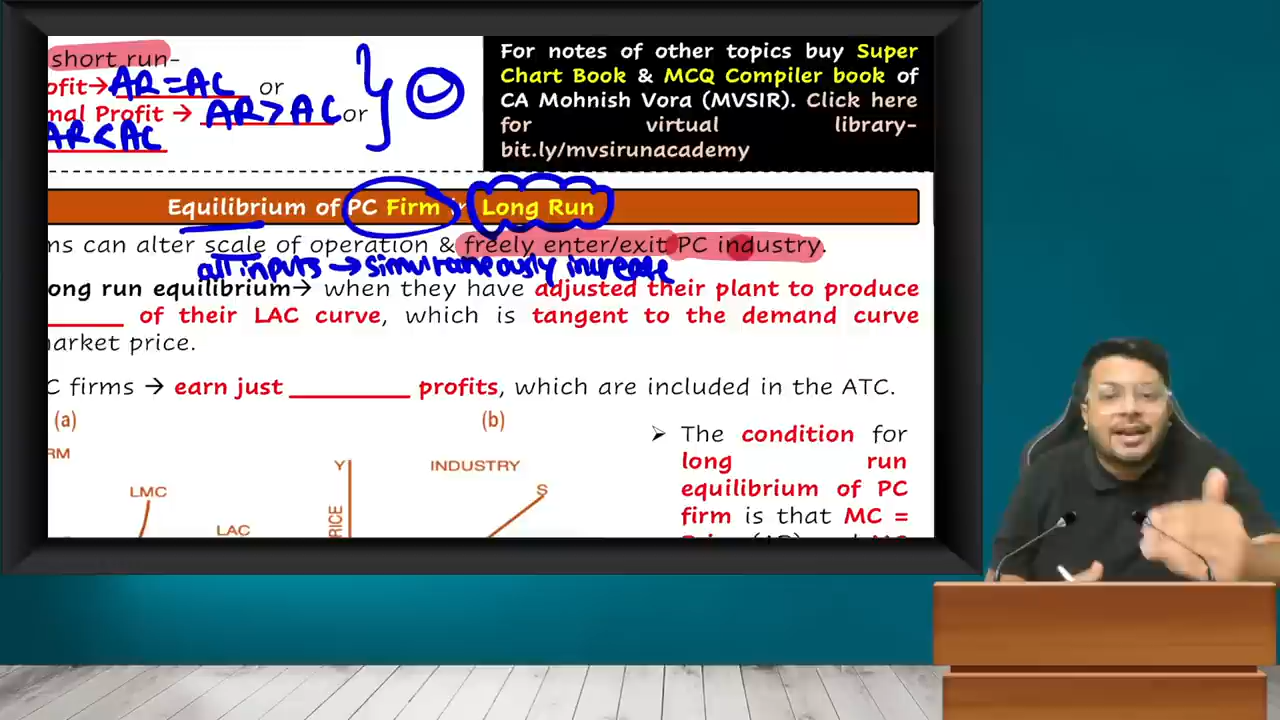 short run-
ofit→ AR=AC or
mal Profit → AR>AC or
AR<AC
For notes of other topics buy Super
Chart Book & MCQ Compiler book of
CA Mohnish Vora (MVSIR). Click here
for virtual library-
bit.ly/mvsirunacademy
Equilibrium of PC Firm in Long Run
ms can alter scale of operation & freely enter/exit PC industry.
all inputs → simultaneously increase
ong run equilibrium→ when they have adjusted their plant to produce
of their LAC curve, which is tangent to the demand curve
market price.
C firms → earn just _________ profits, which are included in the ATC.
(a)
(b)
RM
Y
INDUSTRY
LMC
S
LAC
RICE
➢ The condition for
long run
equilibrium of PC
firm is that MC =